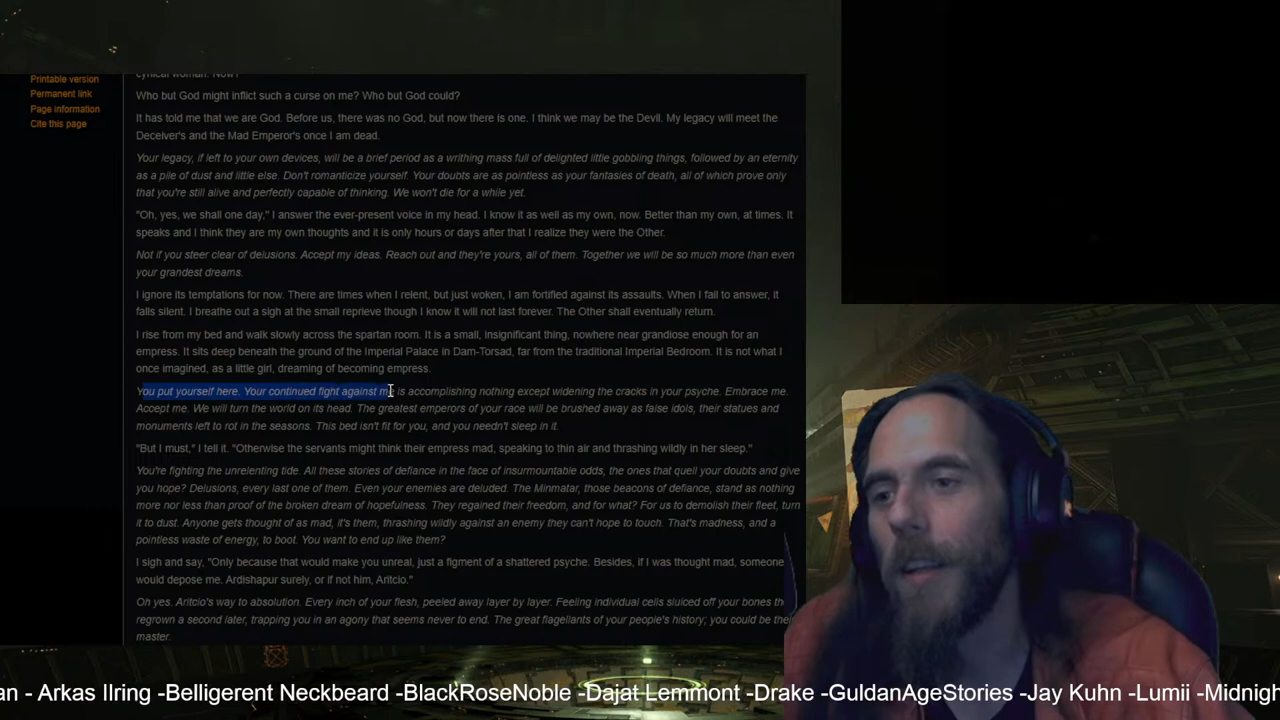 Printable version
Permanent link
Page information
Cite this page
Who but God might inflict such a curse on me? Who but God could?
It has told me that we are God. Before us, there was no God, but now there is one. I think we may be the Devil. My legacy will meet the
Deceiver's and the Mad Emperor's once I am dead.
Your legacy, if left to your own devices, will be a brief period as a writhing mass full of delighted little gobbling things, followed by an eternity
as a pile of dust and little else. Don't romanticize yourself. Your doubts are as pointless as your fantasies of death, all of which prove only
that you're still alive and perfectly capable of thinking. We won't die for a while yet.
"Oh, yes, we shall one day," I answer the ever-present voice in my head. I know it as well as my own, now. Better than my own, at times. It
speaks and I think they are my own thoughts and it is only hours or days after that I realize they were the Other.
Not if you steer clear of delusions. Accept my ideas. Reach out and they're yours, all of them. Together we will be so much more than even
your grandest dreams.
I ignore its temptations for now. There are times when I relent, but just woken, I am fortified against its assaults. When I fail to answer, it
falls silent. I breathe out a sigh at the small reprieve though I know it will not last forever. The Other shall eventually return.
I rise from my bed and walk slowly across the spartan room. It is a small, insignificant thing, nowhere near grandiose enough for an
empress. It sits deep beneath the ground of the Imperial Palace in Dam-Torsad, far from the traditional Imperial Bedroom. It is not what I
once imagined, as a little girl, dreaming of becoming empress.
You put yourself here. Your continued fight against me is accomplishing nothing except widening the cracks in your psyche. Embrace me.
Accept me. We will turn the world on its head. The greatest emperors of your race will be brushed away as false idols, their statues and
monuments left to rot in the seasons. This bed isn't fit for you, and you needn't sleep in it.
"But I must," I tell it. "Otherwise the servants might think their empress mad, speaking to thin air and thrashing wildly in her sleep."
You're fighting the unrelenting tide. All these stories of defiance in the face of insurmountable odds, the ones that quell your doubts and give
you hope? Delusions, every last one of them. Even your enemies are deluded. The Minmatar, those beacons of defiance, stand as nothing
more nor less than proof of the broken dream of hopefulness. They regained their freedom, and for what? For us to demolish their fleet, turn
it to dust. Anyone gets thought of as mad, it's them, thrashing wildly against an enemy they can't hope to touch. That's madness, and a
pointless waste of energy, to boot. You want to end up like them?
I sigh and say, "Only because that would make you unreal, just a figment of a shattered psyche. Besides, if I was thought mad, someone
would depose me. Ardishapur surely, or if not him, Aritcio."
Oh yes. Aritcio's way to absolution. Every inch of your flesh, peeled away layer by layer. Feeling individual cells sluiced off your bones th
regrown a second later, trapping you in an agony that seems never to end. The great flagellants of your people's history; you could be their
master.
an - Arkas Ilring -Belligerent Neckbeard -BlackRoseNoble -Dajat Lemmont -Drake -GuldanAgeStories -Jay Kuhn -Lumii -Midnigh